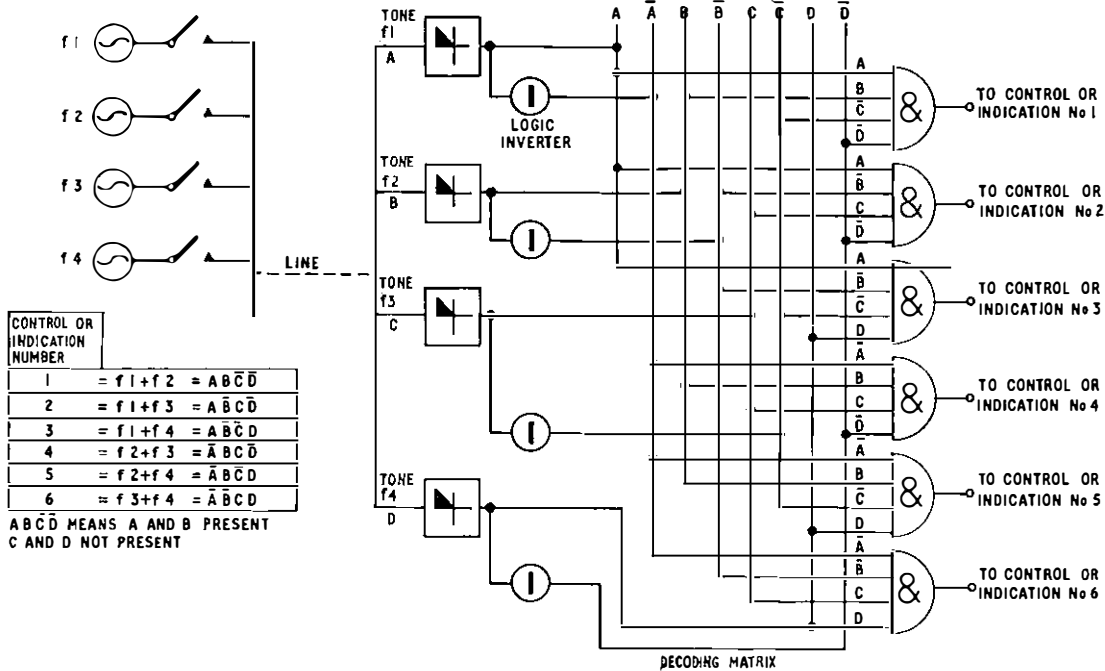 f1
f2
f3
f4
LINE
TONE
f1
A
LOGIC
INVERTER
TONE
f2
B
TONE
f3
C
TONE
f4
D
A Ā B B̄ C C̄ D D̄
A
B
C̄
D̄
&
TO CONTROL OR
INDICATION No 1
A
B̄
C
D̄
&
TO CONTROL OR
INDICATION No 2
A
B̄
C̄
D
&
TO CONTROL OR
INDICATION No 3
Ā
B
C
D̄
&
TO CONTROL OR
INDICATION No 4
Ā
B
C̄
D
&
TO CONTROL OR
INDICATION No 5
Ā
B̄
C
D
&
TO CONTROL OR
INDICATION No 6
DECODING MATRIX
CONTROL OR
INDICATION
NUMBER
1 = f1+f2 = A B C̄ D̄
2 = f1+f3 = A B̄ C D̄
3 = f1+f4 = A B̄ C̄ D
4 = f2+f3 = Ā B C D̄
5 = f2+f4 = Ā B C̄ D
6 = f3+f4 = Ā B̄ C D
A B C̄ D̄ MEANS A AND B PRESENT
C AND D NOT PRESENT